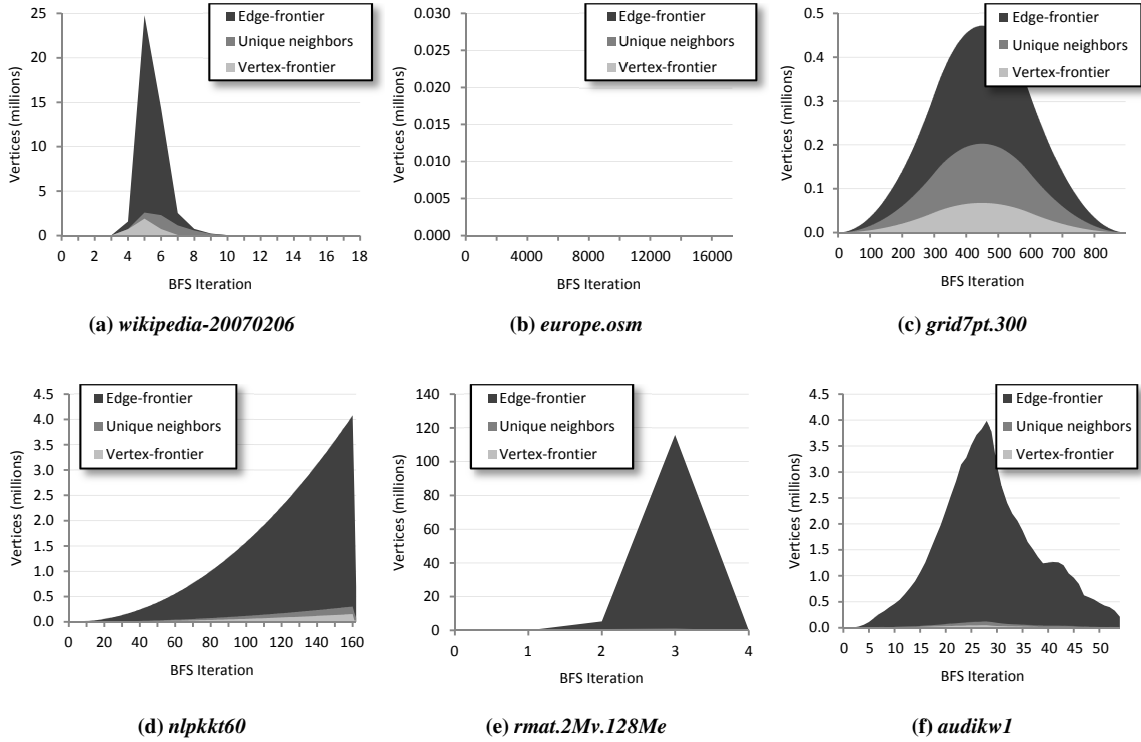 Vertices (millions)
25
20
15
10
5
0
0 2 4 6 8 10 12 14 16 18
BFS Iteration
Edge-frontier
Unique neighbors
Vertex-frontier
(a) wikipedia-20070206
Vertices (millions)
0.030
0.025
0.020
0.015
0.010
0.005
0.000
0 4000 8000 12000 16000
BFS Iteration
Edge-frontier
Unique neighbors
Vertex-frontier
(b) europe.osm
Vertices (millions)
0.5
0.4
0.3
0.2
0.1
0.0
0 100 200 300 400 500 600 700 800
BFS Iteration
Edge-frontier
Unique neighbors
Vertex-frontier
(c) grid7pt.300
Vertices (millions)
4.5
4.0
3.5
3.0
2.5
2.0
1.5
1.0
0.5
0.0
0 20 40 60 80 100 120 140 160
BFS Iteration
Edge-frontier
Unique neighbors
Vertex-frontier
(d) nlpkkt60
Vertices (millions)
140
120
100
80
60
40
20
0
0 1 2 3 4
BFS Iteration
Edge-frontier
Unique neighbors
Vertex-frontier
(e) rmat.2Mv.128Me
Vertices (millions)
4.5
4.0
3.5
3.0
2.5
2.0
1.5
1.0
0.5
0.0
0 5 10 15 20 25 30 35 40 45 50
BFS Iteration
Edge-frontier
Unique neighbors
Vertex-frontier
(f) audikw1